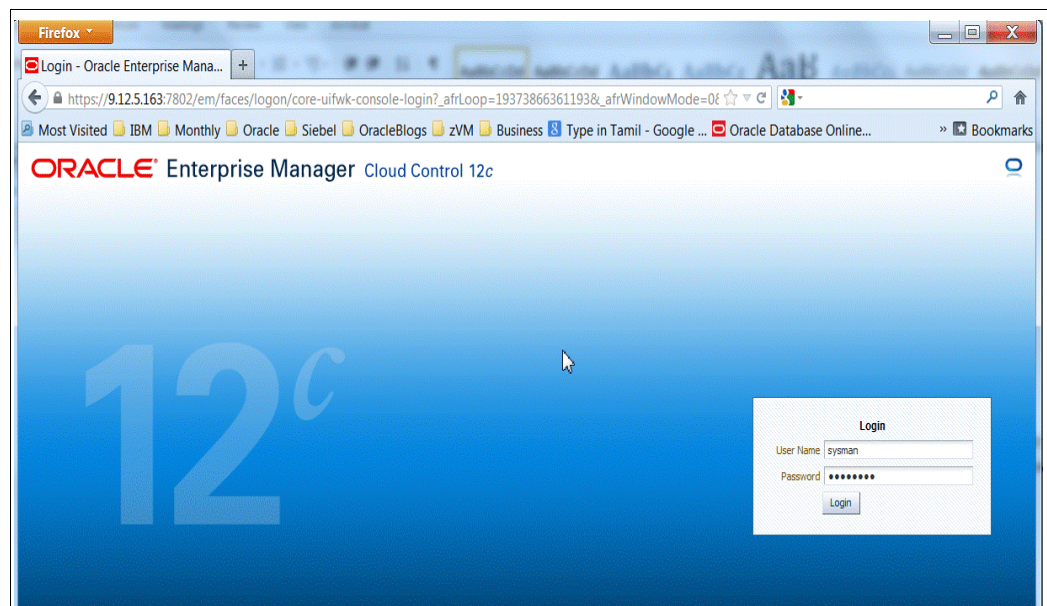 Firefox
Login - Oracle Enterprise Mana... +
https://9.12.5.163:7802/em/faces/logon/core-uifwk-console-login?_afrLoop=19373866361193&_afrWindowMode=0&
Most Visited IBM Monthly Oracle Siebel OracleBlogs zVM Business 8 Type in Tamil - Google ... Oracle Database Online... » Bookmarks
ORACLE Enterprise Manager Cloud Control 12c
12c
Login
User Name sysman
Password ••••••••
Login